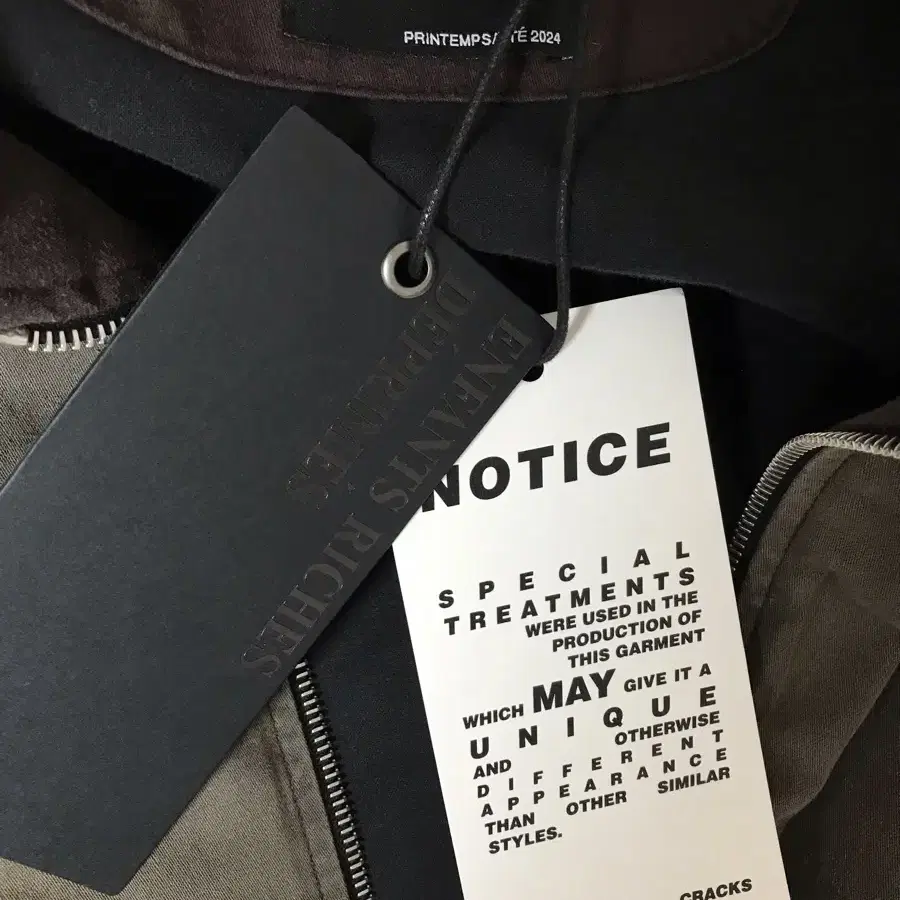 PRINTEMPS/ÉTÉ 2024
ENFANTS RICHES
DÉPRIMÉS
NOTICE
SPECIAL
TREATMENTS
WERE USED IN THE
PRODUCTION OF
THIS GARMENT
WHICH MAY GIVE IT A
UNIQUE
AND OTHERWISE
DIFFERENT
APPEARANCE
THAN OTHER SIMILAR
STYLES.
CRACKS